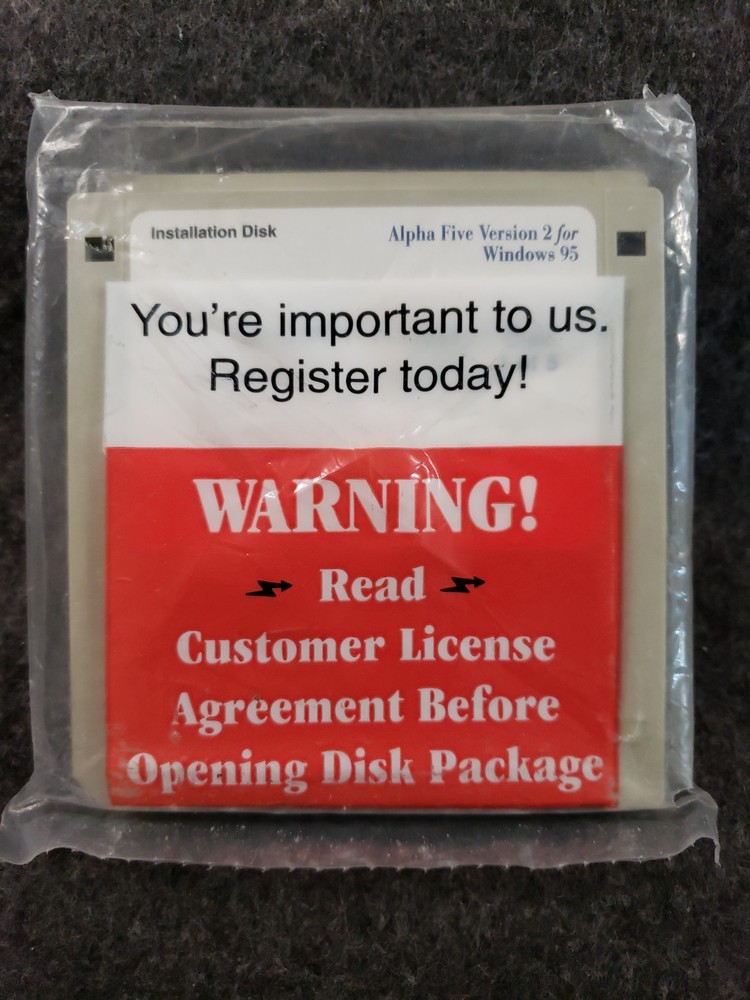 Installation Disk
Alpha Five Version 2 for
Windows 95
You're important to us.
Register today!
WARNING!
Read
Customer License
Agreement Before
Opening Disk Package